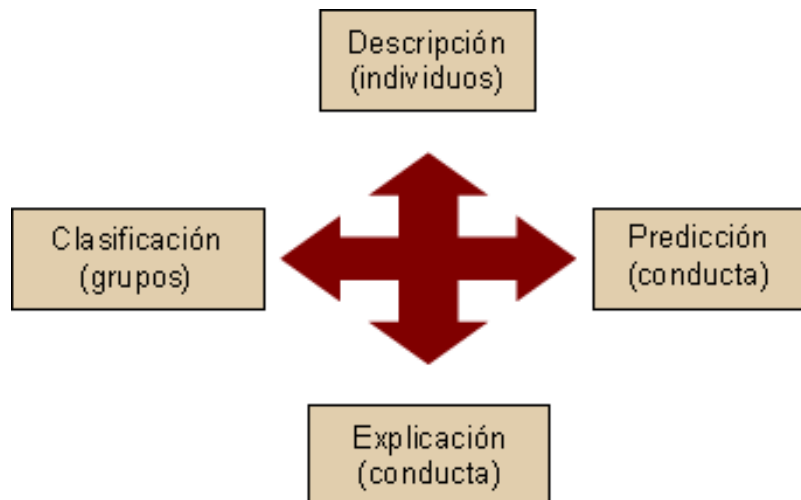 Descripción
(individuos)
Clasificación
(grupos)
Predicción
(conducta)
Explicación
(conducta)